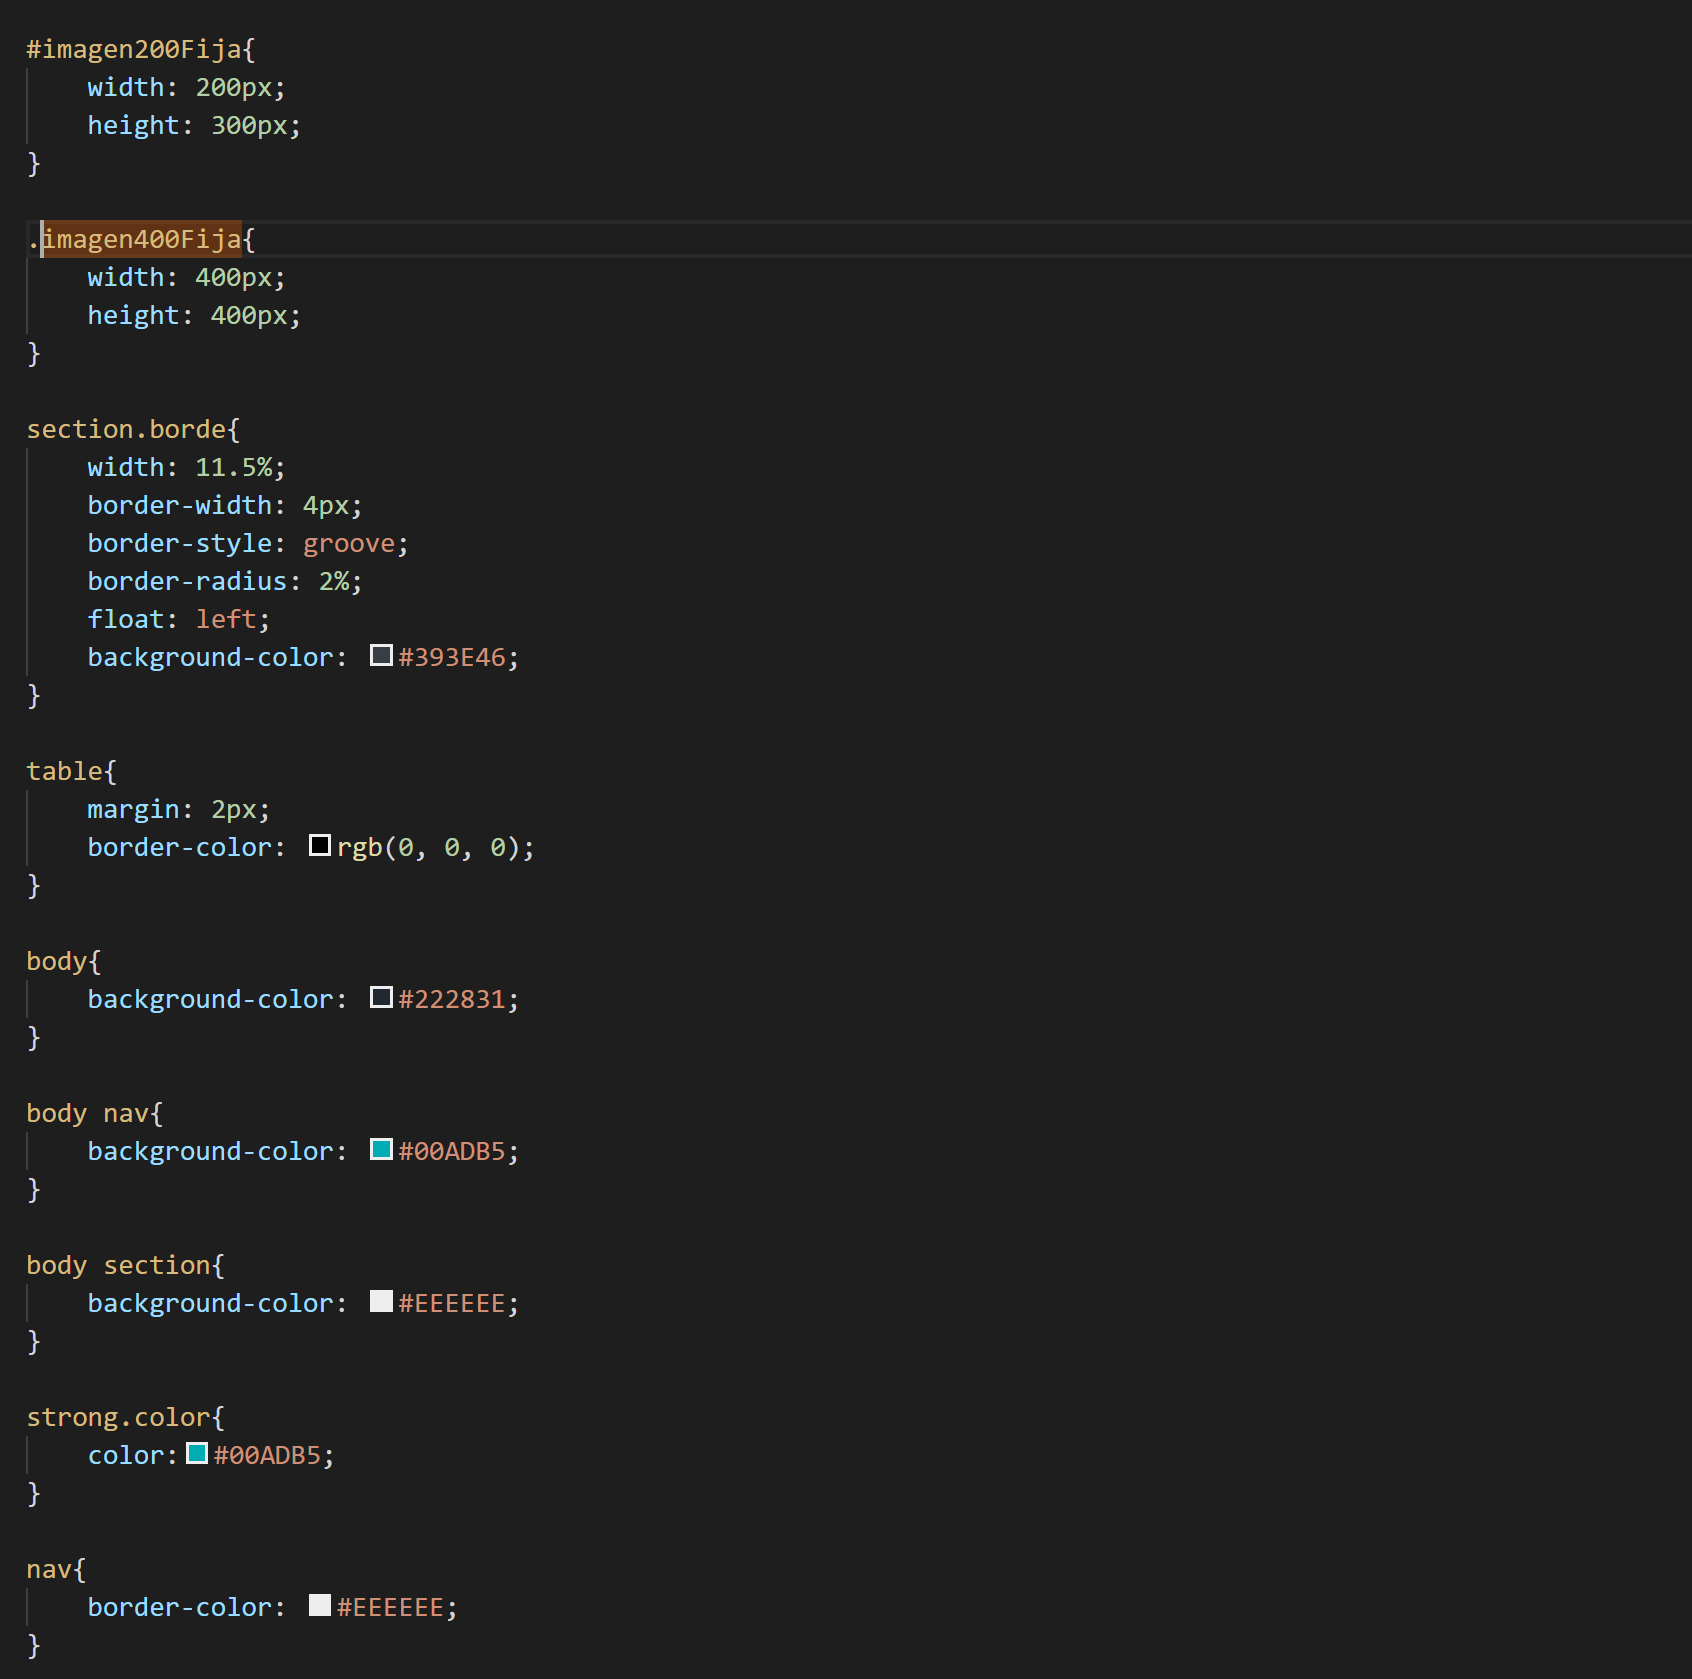 #imagen200Fija{
    width: 200px;
    height: 300px;
}

.imagen400Fija{
    width: 400px;
    height: 400px;
}

section.borde{
    width: 11.5%;
    border-width: 4px;
    border-style: groove;
    border-radius: 2%;
    float: left;
    background-color: #393E46;
}

table{
    margin: 2px;
    border-color: rgb(0, 0, 0);
}

body{
    background-color: #222831;
}

body nav{
    background-color: #00ADB5;
}

body section{
    background-color: #EEEEEE;
}

strong.color{
    color:#00ADB5;
}

nav{
    border-color: #EEEEEE;
}